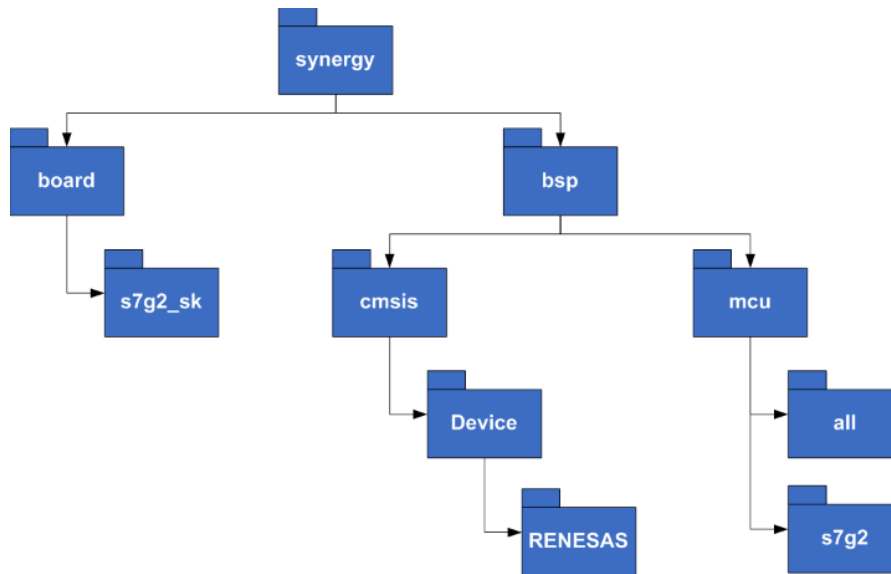 synergy
board
bsp
s7g2_sk
cmsis
mcu
Device
all
RENESAS
s7g2